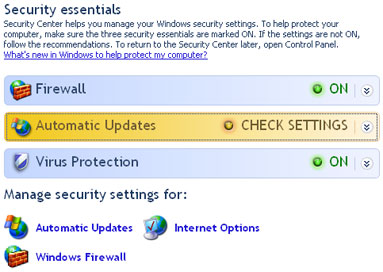 Security essentials
Security Center helps you manage your Windows security settings. To help protect your
computer, make sure the three security essentials are marked ON. If the settings are not ON,
follow the recommendations. To return to the Security Center later, open Control Panel.
What's new in Windows to help protect my computer?
Firewall ON
Automatic Updates CHECK SETTINGS
Virus Protection ON
Manage security settings for:
Automatic Updates Internet Options
Windows Firewall